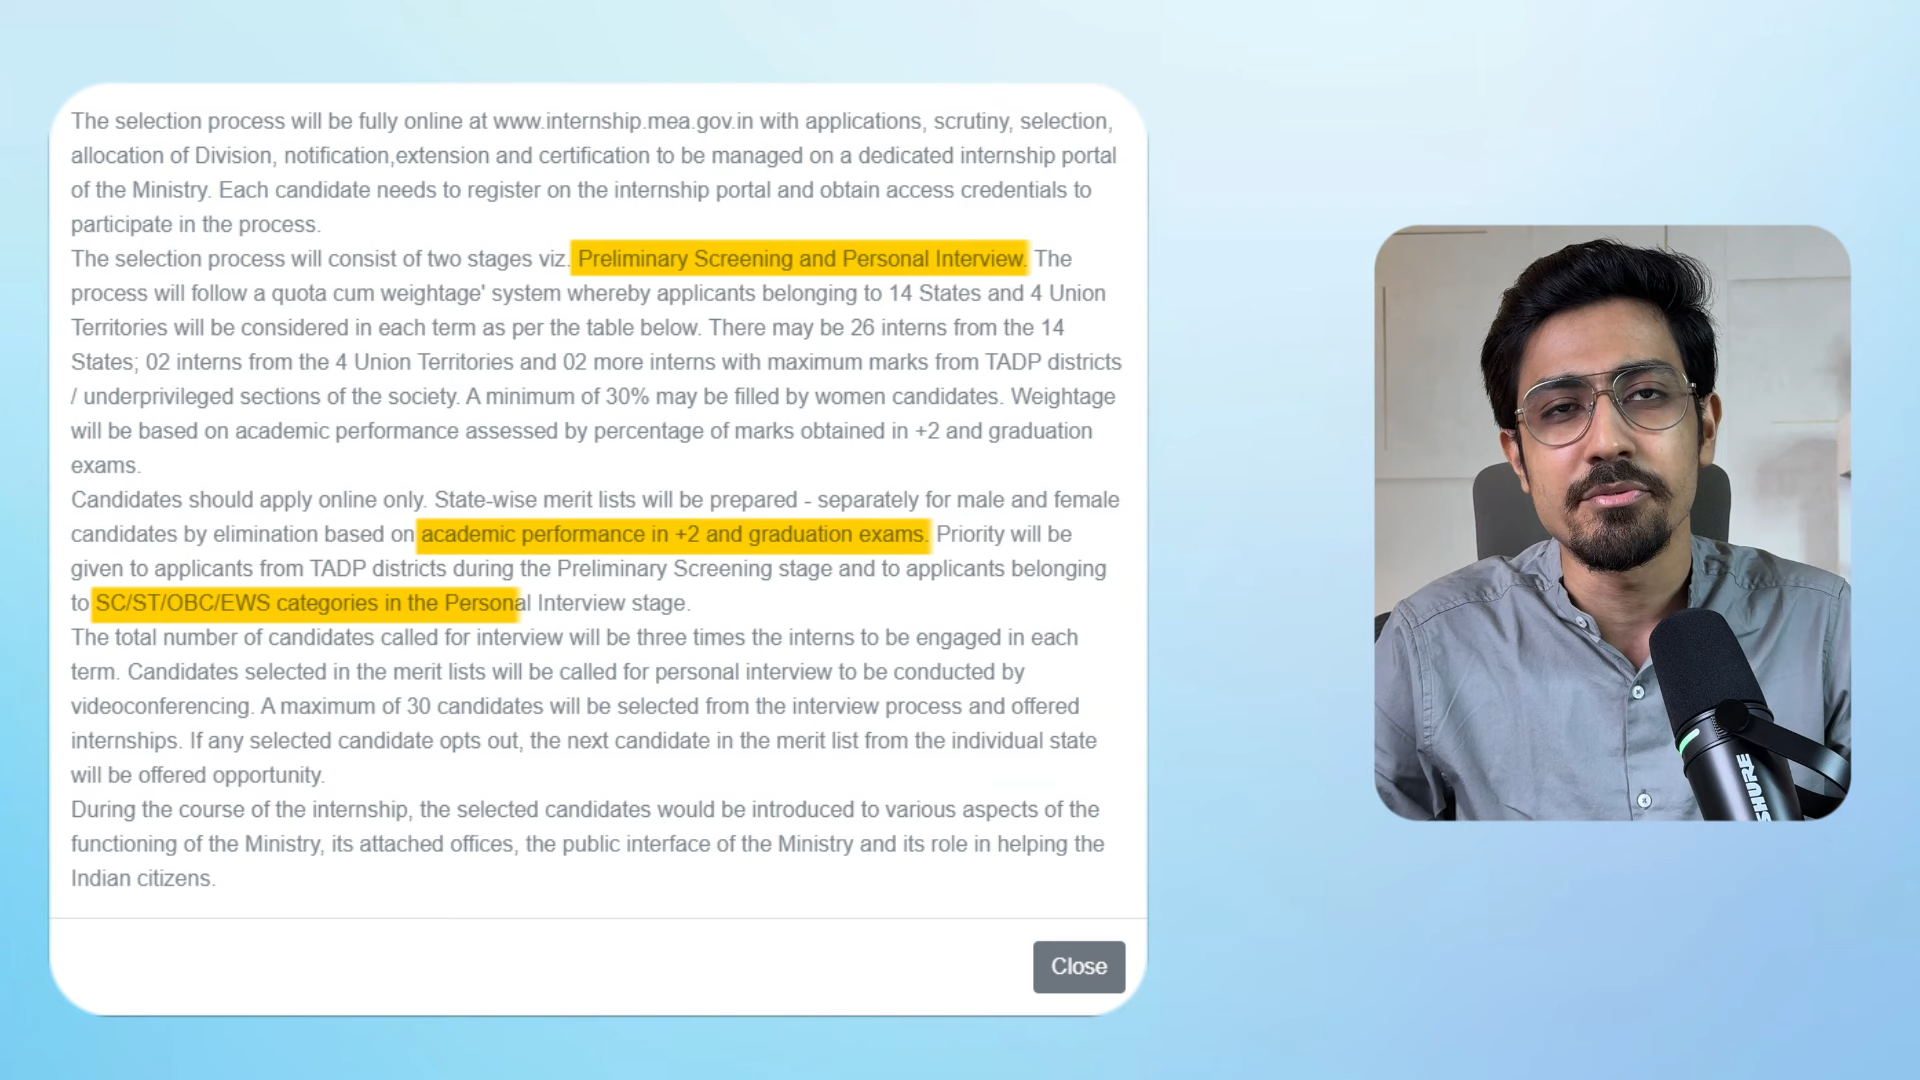 The selection process will be fully online at www.internship.mea.gov.in with applications, scrutiny, selection,
allocation of Division, notification,extension and certification to be managed on a dedicated internship portal
of the Ministry. Each candidate needs to register on the internship portal and obtain access credentials to
participate in the process.
The selection process will consist of two stages viz. Preliminary Screening and Personal Interview. The
process will follow a quota cum weightage' system whereby applicants belonging to 14 States and 4 Union
Territories will be considered in each term as per the table below. There may be 26 interns from the 14
States; 02 interns from the 4 Union Territories and 02 more interns with maximum marks from TADP districts
/ underprivileged sections of the society. A minimum of 30% may be filled by women candidates. Weightage
will be based on academic performance assessed by percentage of marks obtained in +2 and graduation
exams.
Candidates should apply online only. State-wise merit lists will be prepared - separately for male and female
candidates by elimination based on academic performance in +2 and graduation exams. Priority will be
given to applicants from TADP districts during the Preliminary Screening stage and to applicants belonging
to SC/ST/OBC/EWS categories in the Personal Interview stage.
The total number of candidates called for interview will be three times the interns to be engaged in each
term. Candidates selected in the merit lists will be called for personal interview to be conducted by
videoconferencing. A maximum of 30 candidates will be selected from the interview process and offered
internships. If any selected candidate opts out, the next candidate in the merit list from the individual state
will be offered opportunity.
During the course of the internship, the selected candidates would be introduced to various aspects of the
functioning of the Ministry, its attached offices, the public interface of the Ministry and its role in helping the
Indian citizens.
Close
SHURE